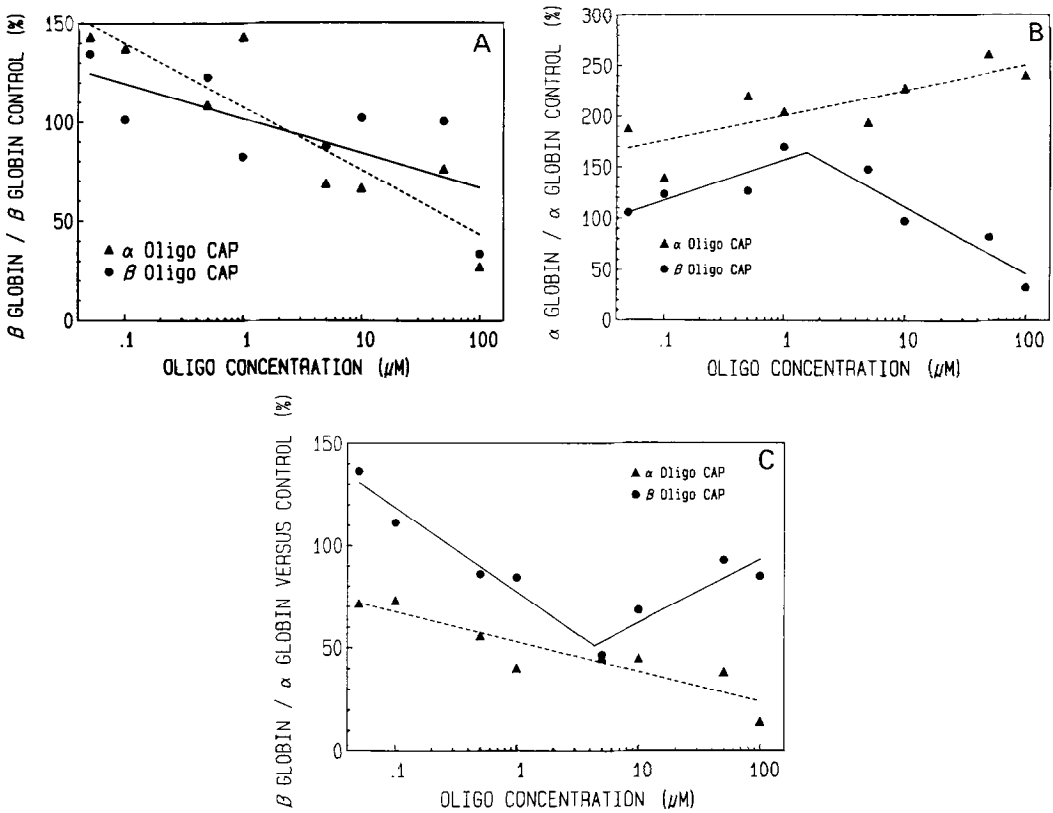 β GLOBIN / β GLOBIN CONTROL (%)
150
100
50
0
A
▲ α Oligo CAP
● β Oligo CAP
.1 1 10 100
OLIGO CONCENTRATION (µM)
α GLOBIN / α GLOBIN CONTROL (%)
300
250
200
150
100
50
0
B
▲ α Oligo CAP
● β Oligo CAP
.1 1 10 100
OLIGO CONCENTRATION (µM)
β GLOBIN / α GLOBIN VERSUS CONTROL (%)
150
100
50
0
C
▲ α Oligo CAP
● β Oligo CAP
.1 1 10 100
OLIGO CONCENTRATION (µM)